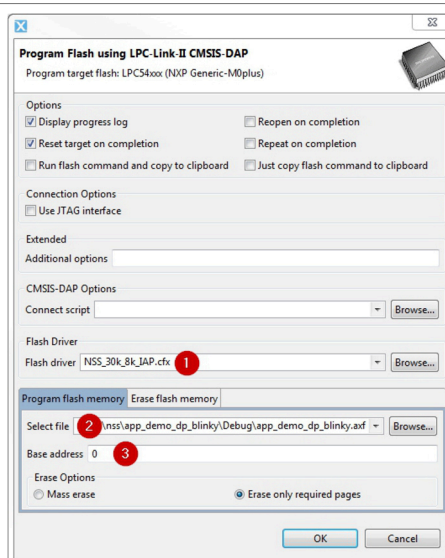 Program Flash using LPC-Link-II CMSIS-DAP
Program target flash: LPC54xxx (NXP Generic-M0plus)
Options
Display progress log Reopen on completion
Reset target on completion Repeat on completion
Run flash command and copy to clipboard Just copy flash command to clipboard
Connection Options
Use JTAG interface
Extended
Additional options
CMSIS-DAP Options
Connect script Browse...
Flash Driver
Flash driver NSS_30k_8k_IAP.cfx 1 Browse...
Program flash memory Erase flash memory
Select file 2 \nss\app_demo_dp_blinky\Debug\app_demo_dp_blinky.axf Browse...
Base address 0 3
Erase Options
Mass erase Erase only required pages
OK Cancel